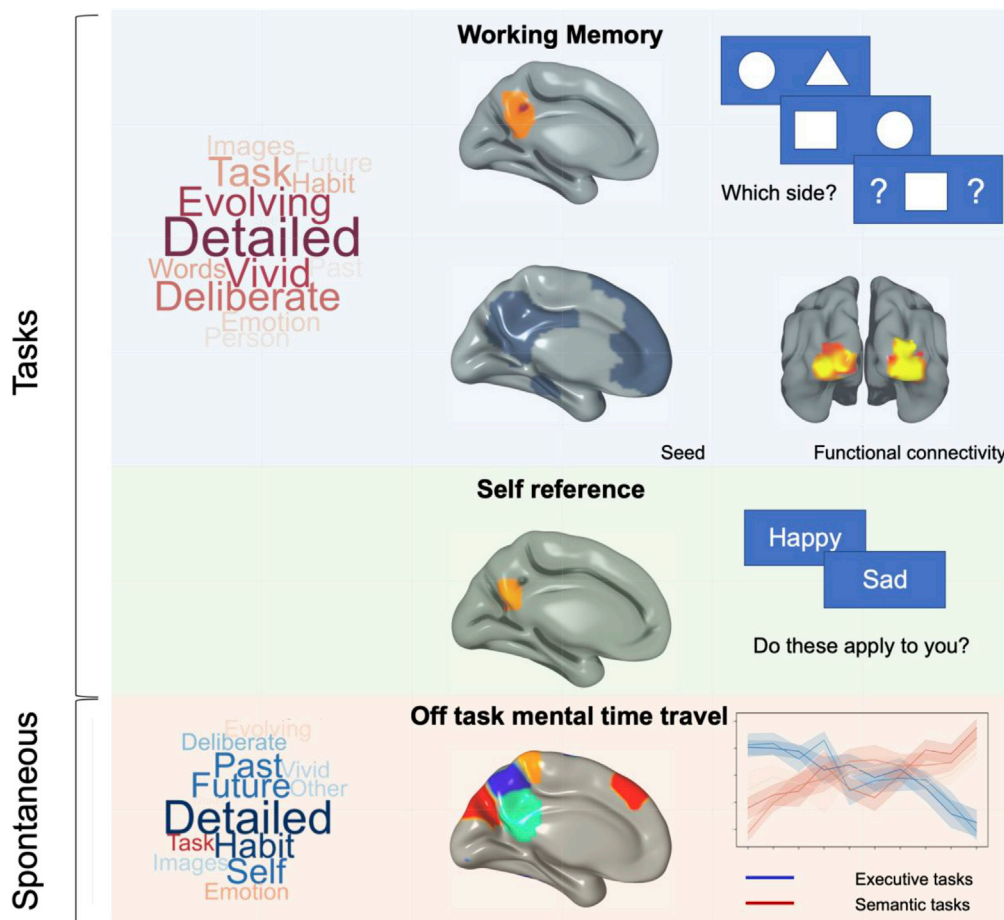 Tasks
Working Memory
Images
Future
Task
Habit
Evolving
Detailed
Words
Vivid
Past
Deliberate
Emotion
Person
Which side?
? ?
Seed
Functional connectivity
Self reference
Happy
Sad
Do these apply to you?
Spontaneous
Off task mental time travel
Evolving
Deliberate
Past
Vivid
Future
Other
Detailed
Task
Habit
Images
Self
Emotion
Executive tasks
Semantic tasks